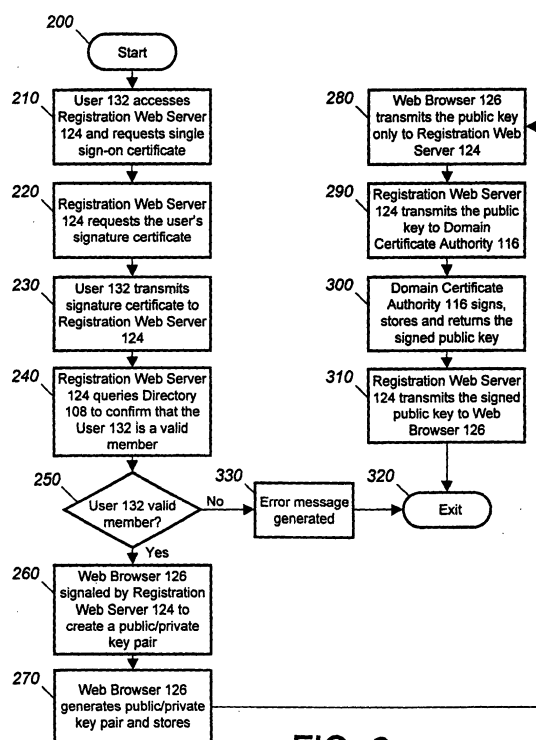 200
Start
210
User 132 accesses
Registration Web Server
124 and requests single
sign-on certificate
220
Registration Web Server
124 requests the user's
signature certificate
230
User 132 transmits
signature certificate to
Registration Web Server
124
240
Registration Web Server
124 queries Directory
108 to confirm that the
User 132 is a valid
member
250
User 132 valid
member?
No
Yes
330
Error message
generated
320
Exit
260
Web Browser 126
signaled by Registration
Web Server 124 to
create a public/private
key pair
270
Web Browser 126
generates public/private
key pair and stores
280
Web Browser 126
transmits the public key
only to Registration Web
Server 124
290
Registration Web Server
124 transmits the public
key to Domain
Certificate Authority 116
300
Domain Certificate
Authority 116 signs,
stores and returns the
signed public key
310
Registration Web Server
124 transmits the signed
public key to Web
Browser 126